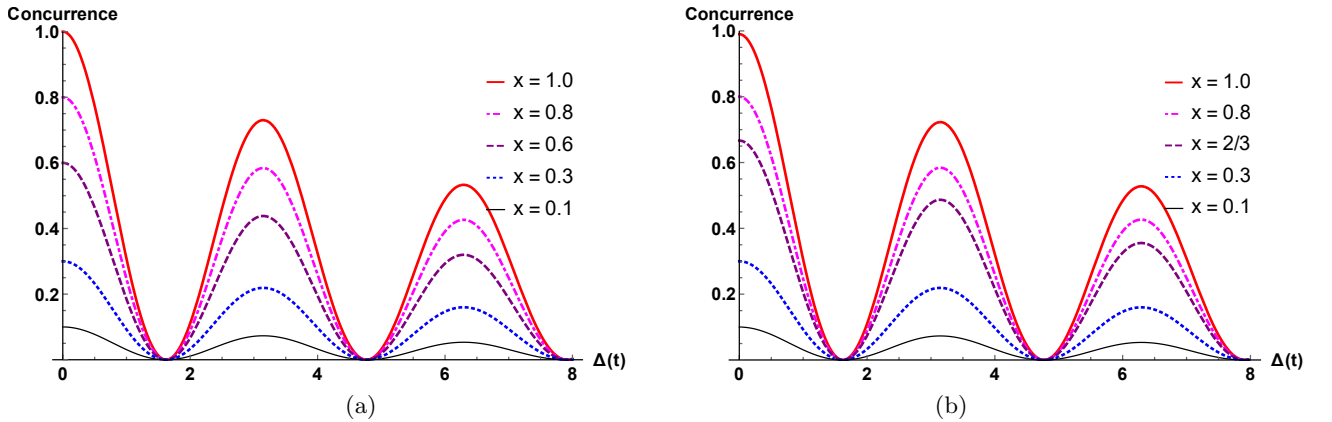 Concurrence
1.0
0.8
0.6
0.4
0.2
0 2 4 6 8 Δ(t)
x = 1.0
x = 0.8
x = 0.6
x = 0.3
x = 0.1
(a)
Concurrence
1.0
0.8
0.6
0.4
0.2
0 2 4 6 8 Δ(t)
x = 1.0
x = 0.8
x = 2/3
x = 0.3
x = 0.1
(b)